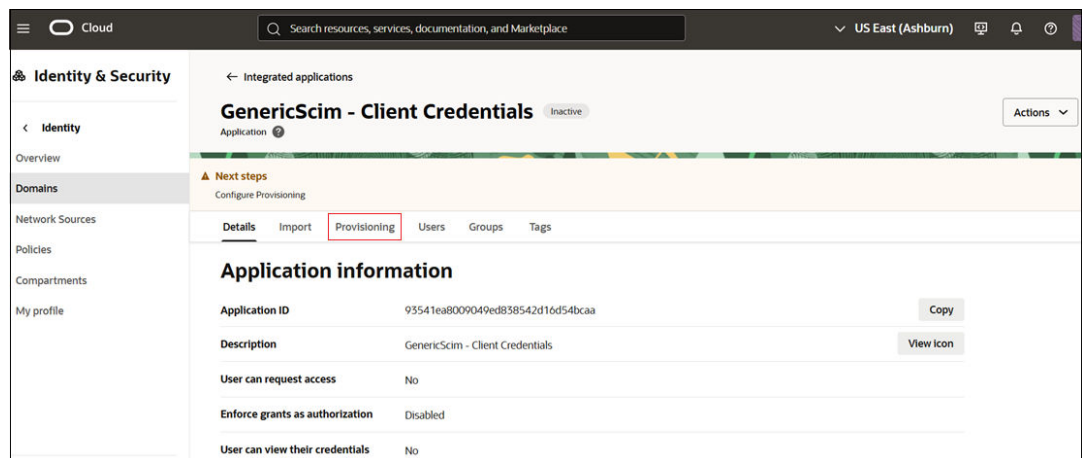 Cloud
Search resources, services, documentation, and Marketplace
US East (Ashburn)
Identity & Security
Identity
Overview
Domains
Network Sources
Policies
Compartments
My profile
← Integrated applications
GenericScim - Client Credentials Inactive
Application
Actions
Next steps
Configure Provisioning
Details Import Provisioning Users Groups Tags
Application information
Application ID 93541ea8009049ed838542d16d54bcaa Copy
Description GenericScim - Client Credentials View icon
User can request access No
Enforce grants as authorization Disabled
User can view their credentials No